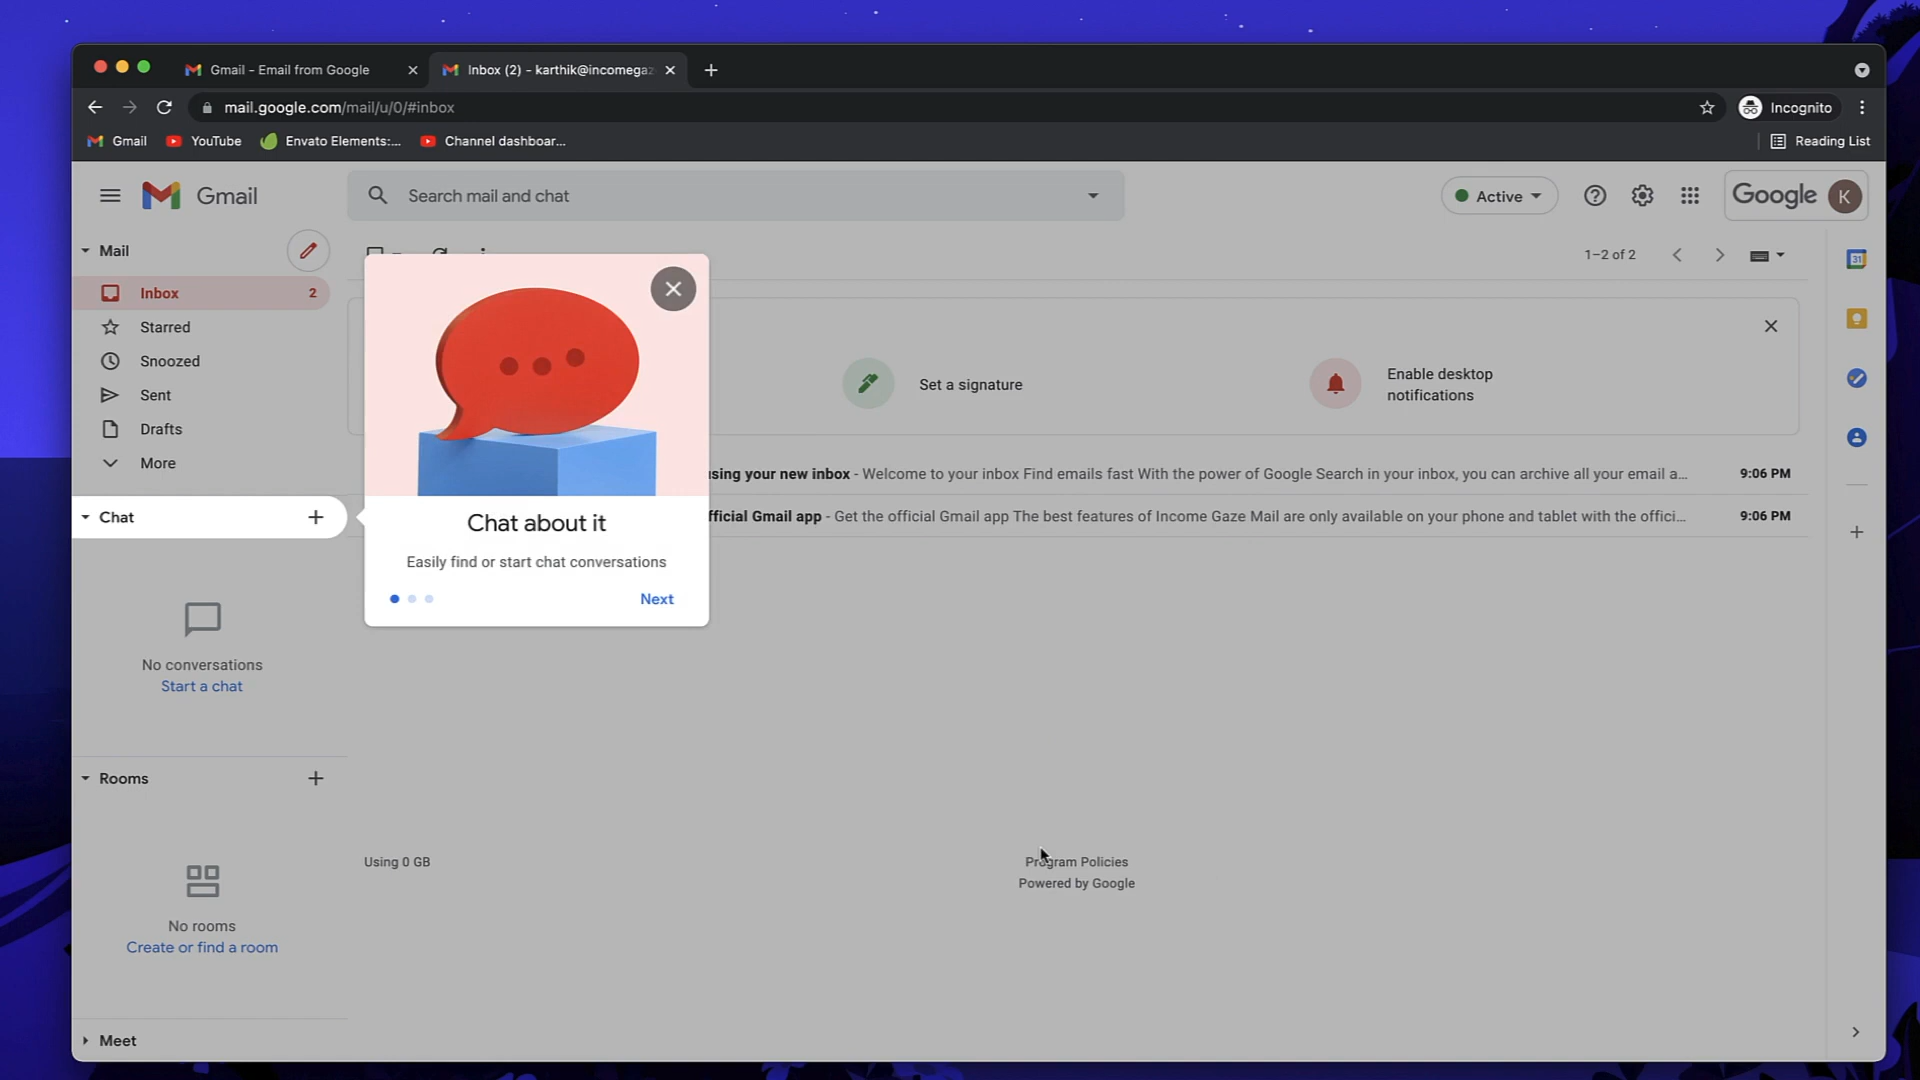 Gmail – Email from Google
Inbox (2) - karthik@incomegaz
mail.google.com/mail/u/0/#inbox
Incognito
Gmail
YouTube
Envato Elements:...
Channel dashboar...
Reading List
Gmail
Search mail and chat
Active
Google
K
Mail
1–2 of 2
31
Inbox 2
Starred
Snoozed
Sent
Drafts
More
Set a signature
Enable desktop
notifications
using your new inbox - Welcome to your inbox Find emails fast With the power of Google Search in your inbox, you can archive all your email a... 9:06 PM
fficial Gmail app - Get the official Gmail app The best features of Income Gaze Mail are only available on your phone and tablet with the offici... 9:06 PM
Chat
Chat about it
Easily find or start chat conversations
Next
No conversations
Start a chat
Rooms
Using 0 GB
Program Policies
Powered by Google
No rooms
Create or find a room
Meet